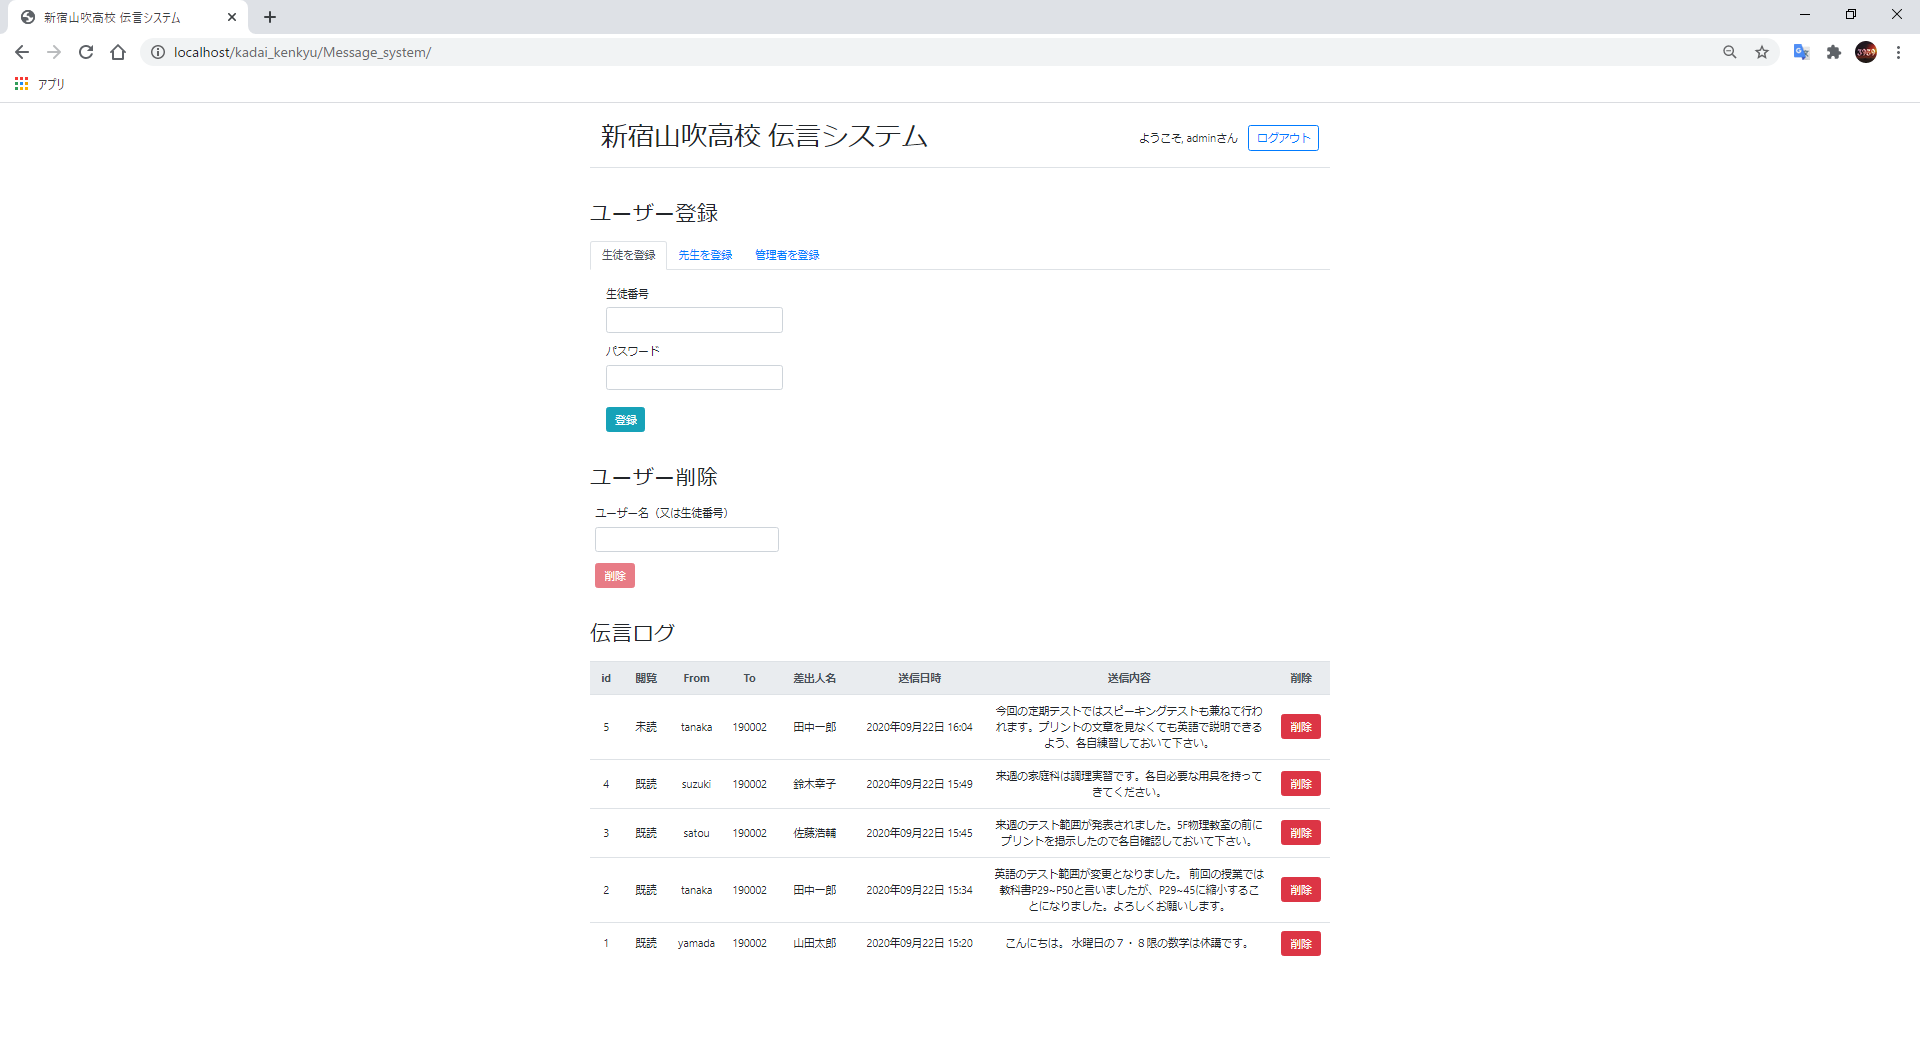 新宿山吹高校 伝言システム
localhost/kadai_kenkyu/Message_system/
アプリ
新宿山吹高校 伝言システム
ようこそ, adminさん ログアウト
ユーザー登録
生徒を登録 先生を登録 管理者を登録
生徒番号
パスワード
登録
ユーザー削除
ユーザー名（又は生徒番号）
削除
伝言ログ
id 閲覧 From To 差出人名 送信日時 送信内容 削除
5 未読 tanaka 190002 田中一郎 2020年09月22日 16:04 今回の定期テストではスピーキングテストも兼ねて行わ
れます。プリントの文章を見なくても英語で説明できる
よう、各自練習しておいて下さい。 削除
4 既読 suzuki 190002 鈴木幸子 2020年09月22日 15:49 来週の家庭科は調理実習です。各自必要な用具を持って
きてください。 削除
3 既読 satou 190002 佐藤浩輔 2020年09月22日 15:45 来週のテスト範囲が発表されました。5F物理教室の前に
プリントを掲示したので各自確認しておいて下さい。 削除
2 既読 tanaka 190002 田中一郎 2020年09月22日 15:34 英語のテスト範囲が変更となりました。 前回の授業では
教科書P29~P50と言いましたが、P29~45に縮小するこ
とになりました。よろしくお願いします。 削除
1 既読 yamada 190002 山田太郎 2020年09月22日 15:20 こんにちは。 水曜日の７・８限の数学は休講です。 削除